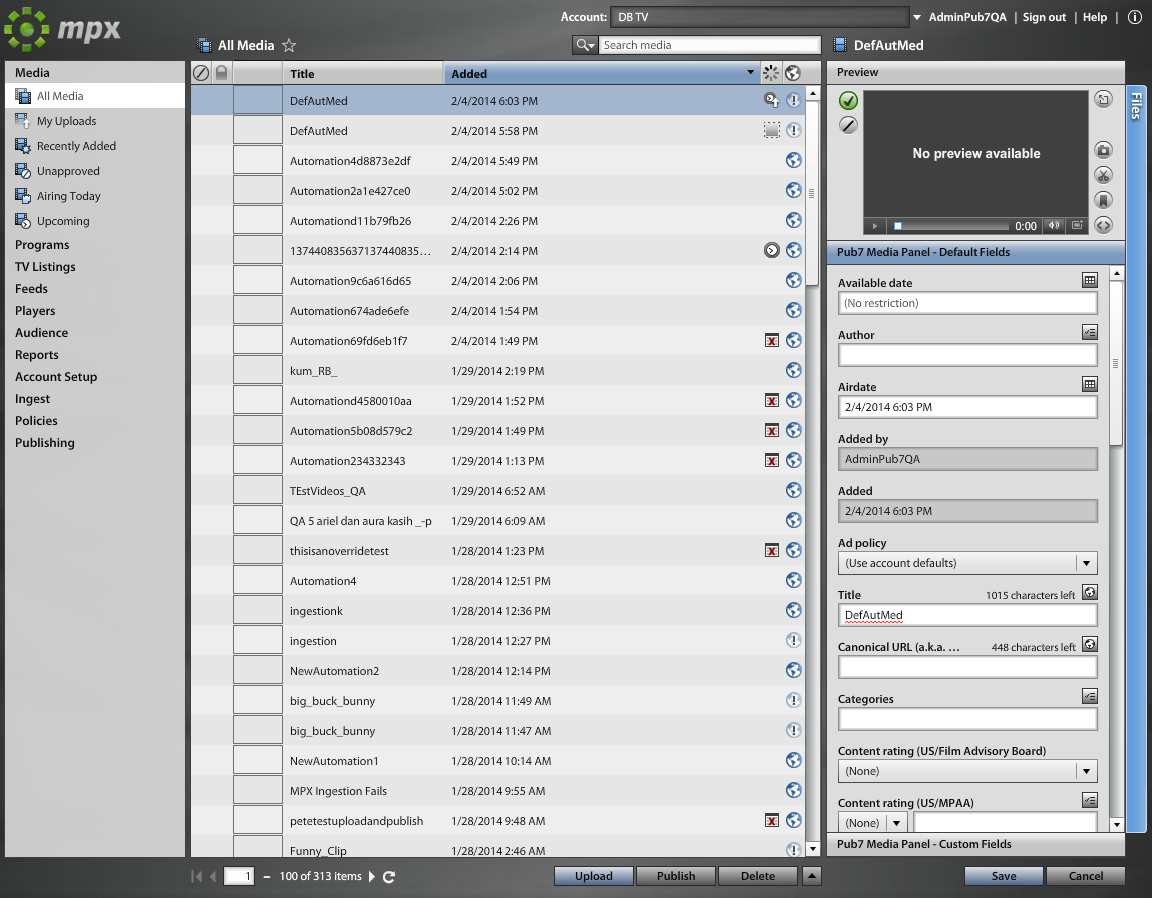 mpx
Account: DB TV AdminPub7QA | Sign out | Help |
All Media Search media DefAutMed
Media
All Media
My Uploads
Recently Added
Unapproved
Airing Today
Upcoming
Programs
TV Listings
Feeds
Players
Audience
Reports
Account Setup
Ingest
Policies
Publishing
Title Added
DefAutMed 2/4/2014 6:03 PM
DefAutMed 2/4/2014 5:58 PM
Automation4d8873e2df 2/4/2014 5:49 PM
Automation2a1e427ce0 2/4/2014 5:02 PM
Automationd11b79fb26 2/4/2014 2:26 PM
137440835637137440835... 2/4/2014 2:14 PM
Automation9c6a616d65 2/4/2014 2:06 PM
Automation674ade6efe 2/4/2014 1:54 PM
Automation69fd6eb1f7 2/4/2014 1:49 PM
kum_RB_ 1/29/2014 2:19 PM
Automationd4580010aa 1/29/2014 1:52 PM
Automation5b08d579c2 1/29/2014 1:49 PM
Automation234332343 1/29/2014 1:13 PM
TEstVideos_QA 1/29/2014 6:52 AM
QA 5 ariel dan aura kasih _-p 1/29/2014 6:09 AM
thisisanoverridetest 1/28/2014 1:23 PM
Automation4 1/28/2014 12:51 PM
ingestionk 1/28/2014 12:36 PM
ingestion 1/28/2014 12:27 PM
NewAutomation2 1/28/2014 12:14 PM
big_buck_bunny 1/28/2014 11:49 AM
big_buck_bunny 1/28/2014 11:47 AM
NewAutomation1 1/28/2014 10:14 AM
MPX Ingestion Fails 1/28/2014 9:55 AM
petetestuploadandpublish 1/28/2014 9:48 AM
Funny_Clip 1/28/2014 2:46 AM
1 – 100 of 313 items
Upload Publish Delete
Preview
No preview available
0:00
Files
Pub7 Media Panel - Default Fields
Available date
(No restriction)
Author
Airdate
2/4/2014 6:03 PM
Added by
AdminPub7QA
Added
2/4/2014 6:03 PM
Ad policy
(Use account defaults)
Title 1015 characters left
DefAutMed
Canonical URL (a.k.a. ... 448 characters left
Categories
Content rating (US/Film Advisory Board)
(None)
Content rating (US/MPAA)
(None)
Pub7 Media Panel - Custom Fields
Save Cancel